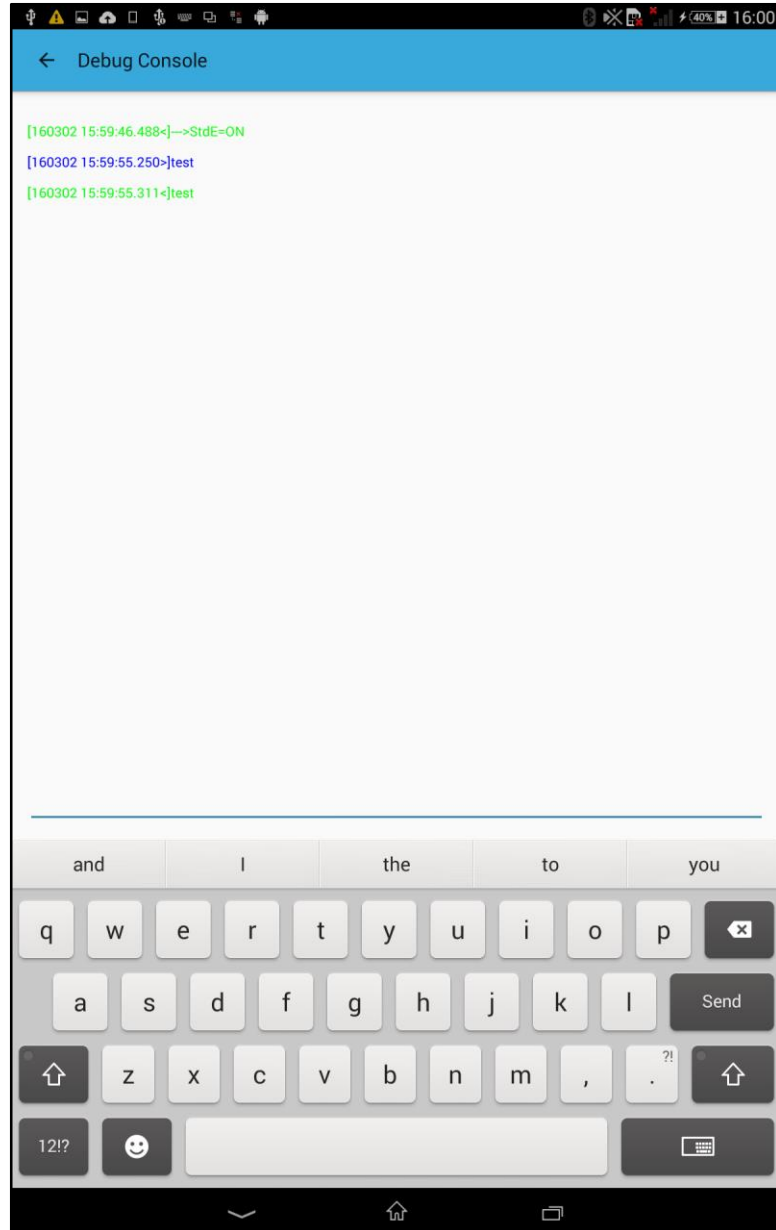 40% 16:00
Debug Console
[160302 15:59:46.488<]--->StdE=ON
[160302 15:59:55.250>]test
[160302 15:59:55.311<]test
and I the to you
q w e r t y u i o p
a s d f g h j k l Send
z x c v b n m , . ?!
12!?